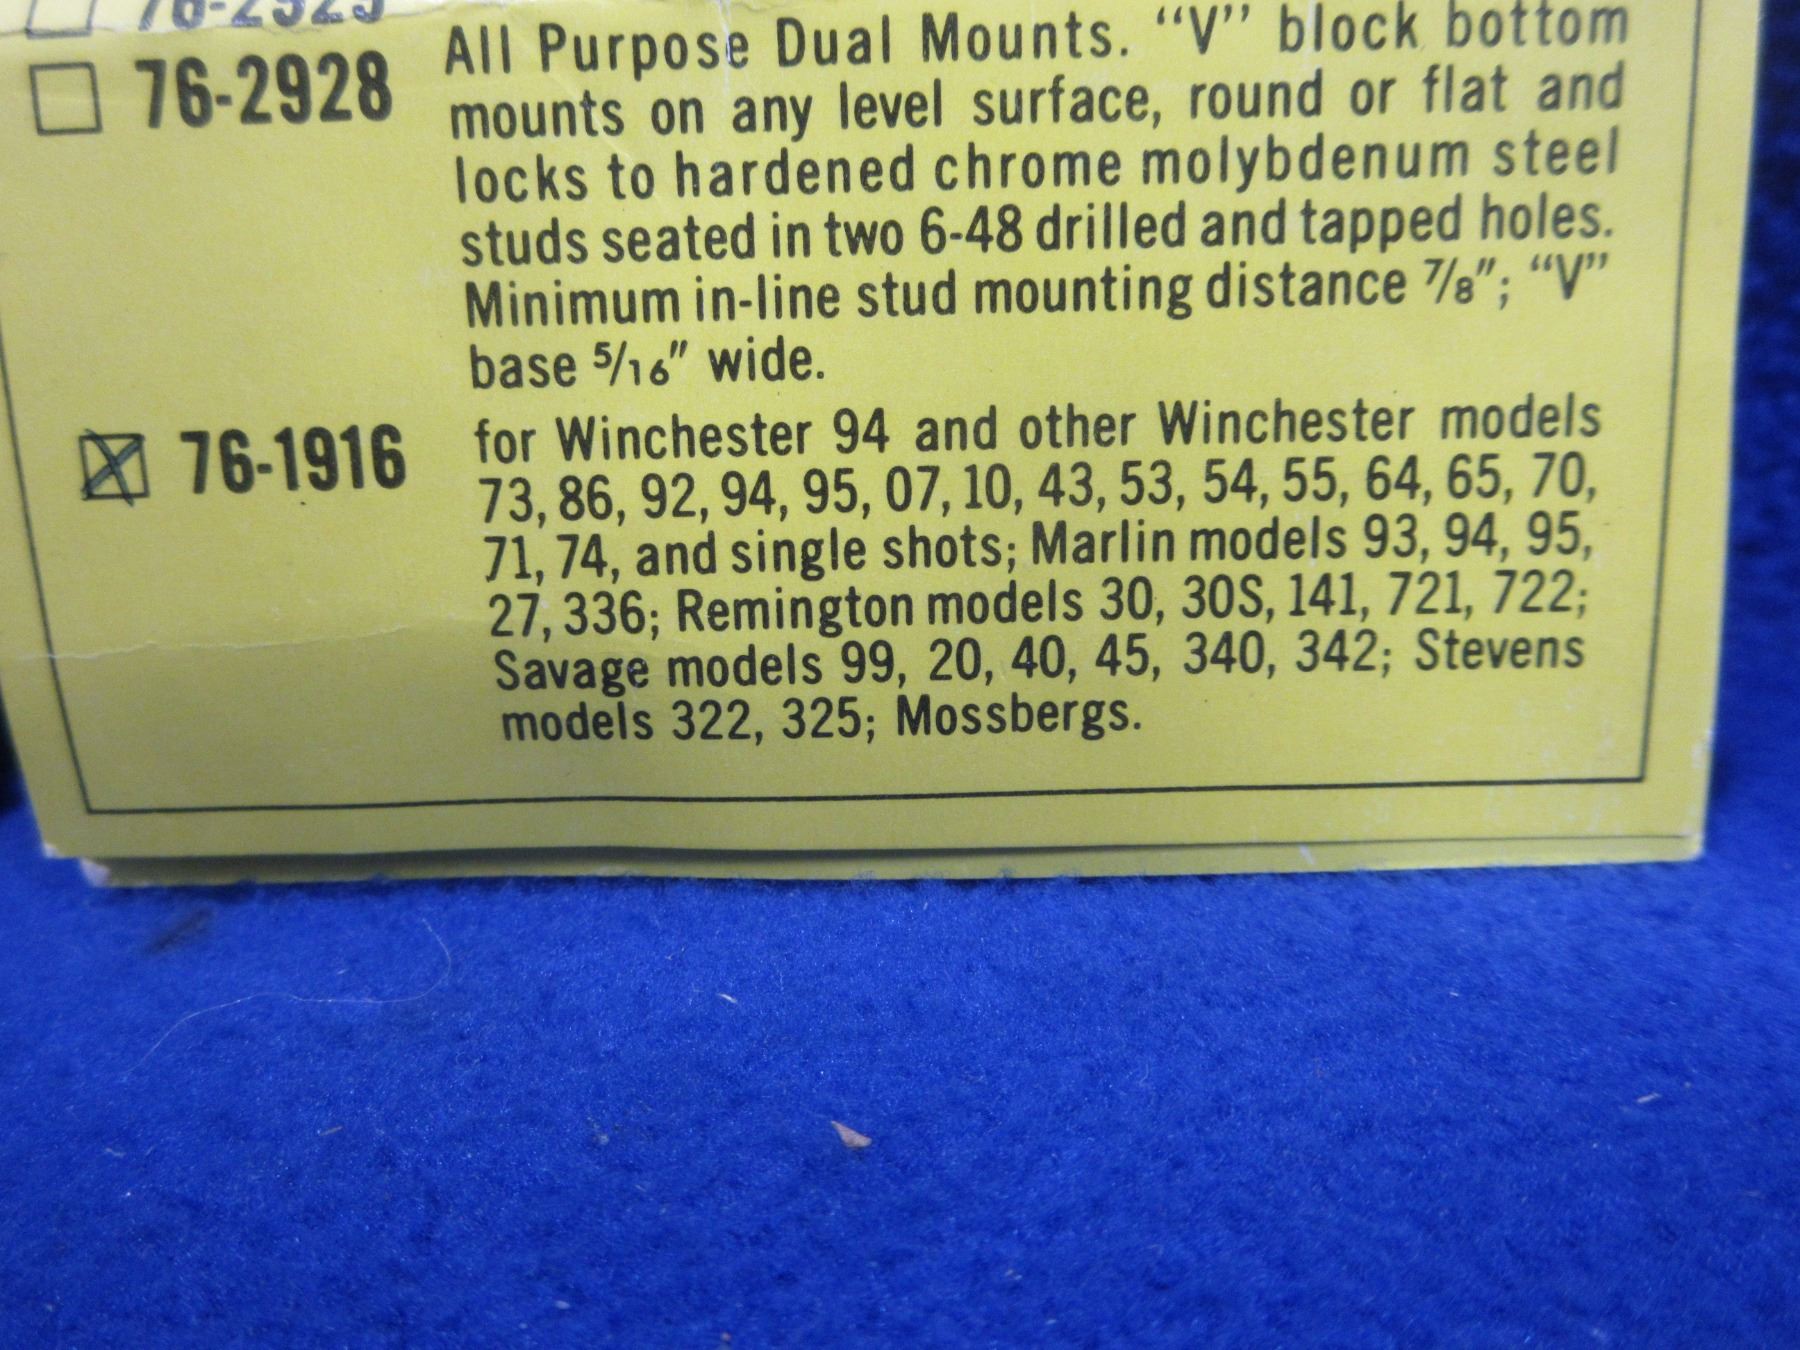 76-2928 All Purpose Dual Mounts. "V" block bottom
mounts on any level surface, round or flat and
locks to hardened chrome molybdenum steel
studs seated in two 6-48 drilled and tapped holes.
Minimum in-line stud mounting distance 7/8"; "V"
base 5/16" wide.
76-1916 for Winchester 94 and other Winchester models
73, 86, 92, 94, 95, 07, 10, 43, 53, 54, 55, 64, 65, 70,
71, 74, and single shots; Marlin models 93, 94, 95,
27, 336; Remington models 30, 30S, 141, 721, 722;
Savage models 99, 20, 40, 45, 340, 342; Stevens
models 322, 325; Mossbergs.